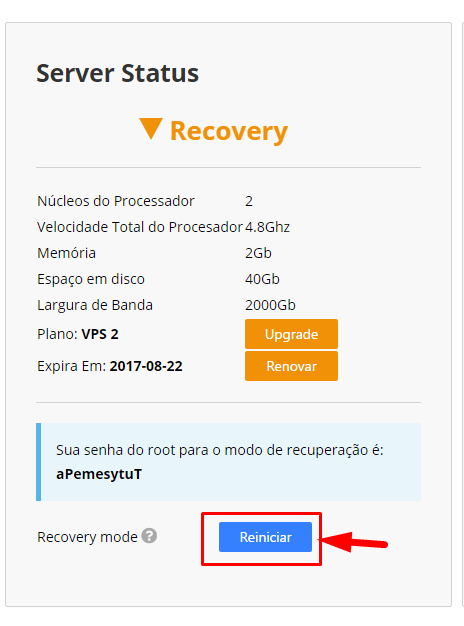 Server Status
Recovery
Núcleos do Processador 2
Velocidade Total do Procesador 4.8Ghz
Memória 2Gb
Espaço em disco 40Gb
Largura de Banda 2000Gb
Plano: VPS 2 Upgrade
Expira Em: 2017-08-22 Renovar
Sua senha do root para o modo de recuperação é:
aPemesytuT
Recovery mode ? Reiniciar